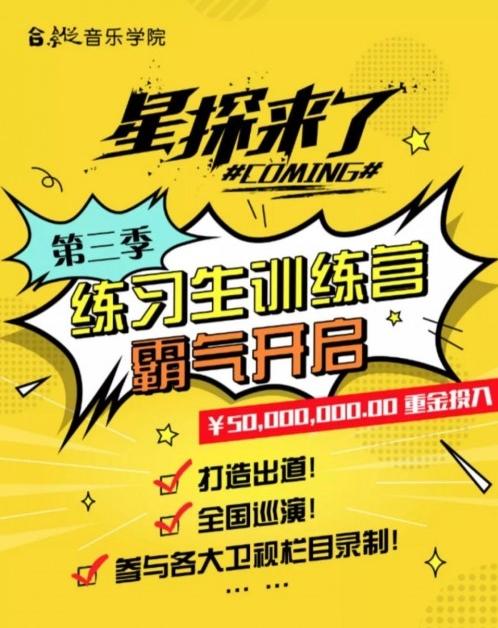 合纵音乐学院
星探来了
#COMING#
第三季
练习生训练营
霸气开启
￥50,000,000.00 重金投入
打造出道!
全国巡演!
参与各大卫视栏目录制!
... ...